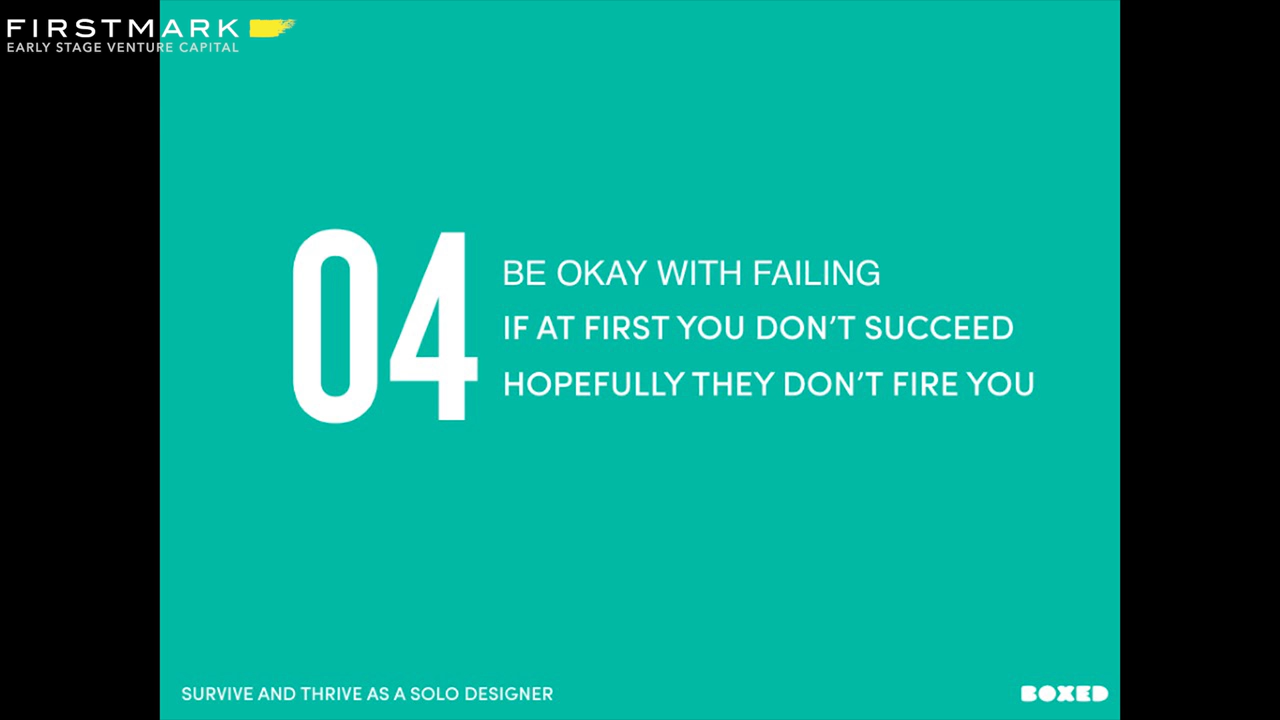 FIRSTMARK
EARLY STAGE VENTURE CAPITAL
04
BE OKAY WITH FAILING
IF AT FIRST YOU DON’T SUCCEED
HOPEFULLY THEY DON’T FIRE YOU
SURVIVE AND THRIVE AS A SOLO DESIGNER
BOXED